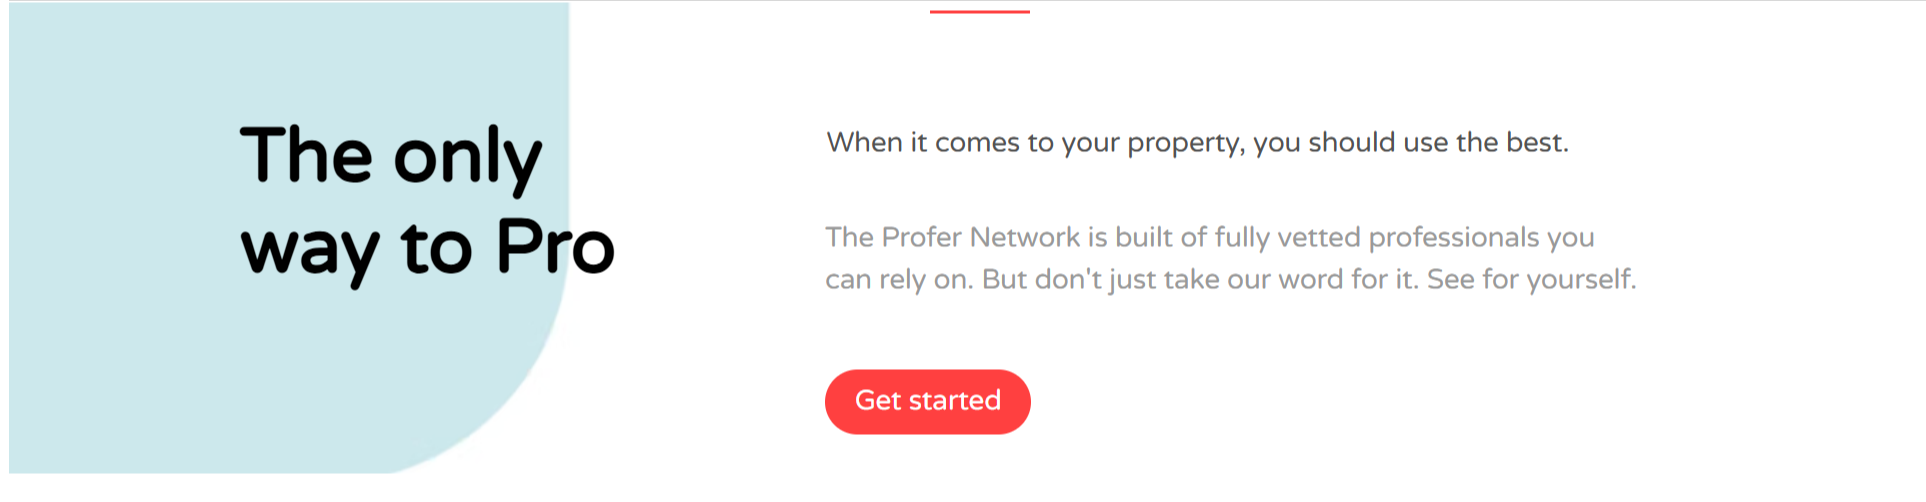 The only
way to Pro
When it comes to your property, you should use the best.
The Profer Network is built of fully vetted professionals you
can rely on. But don't just take our word for it. See for yourself.
Get started